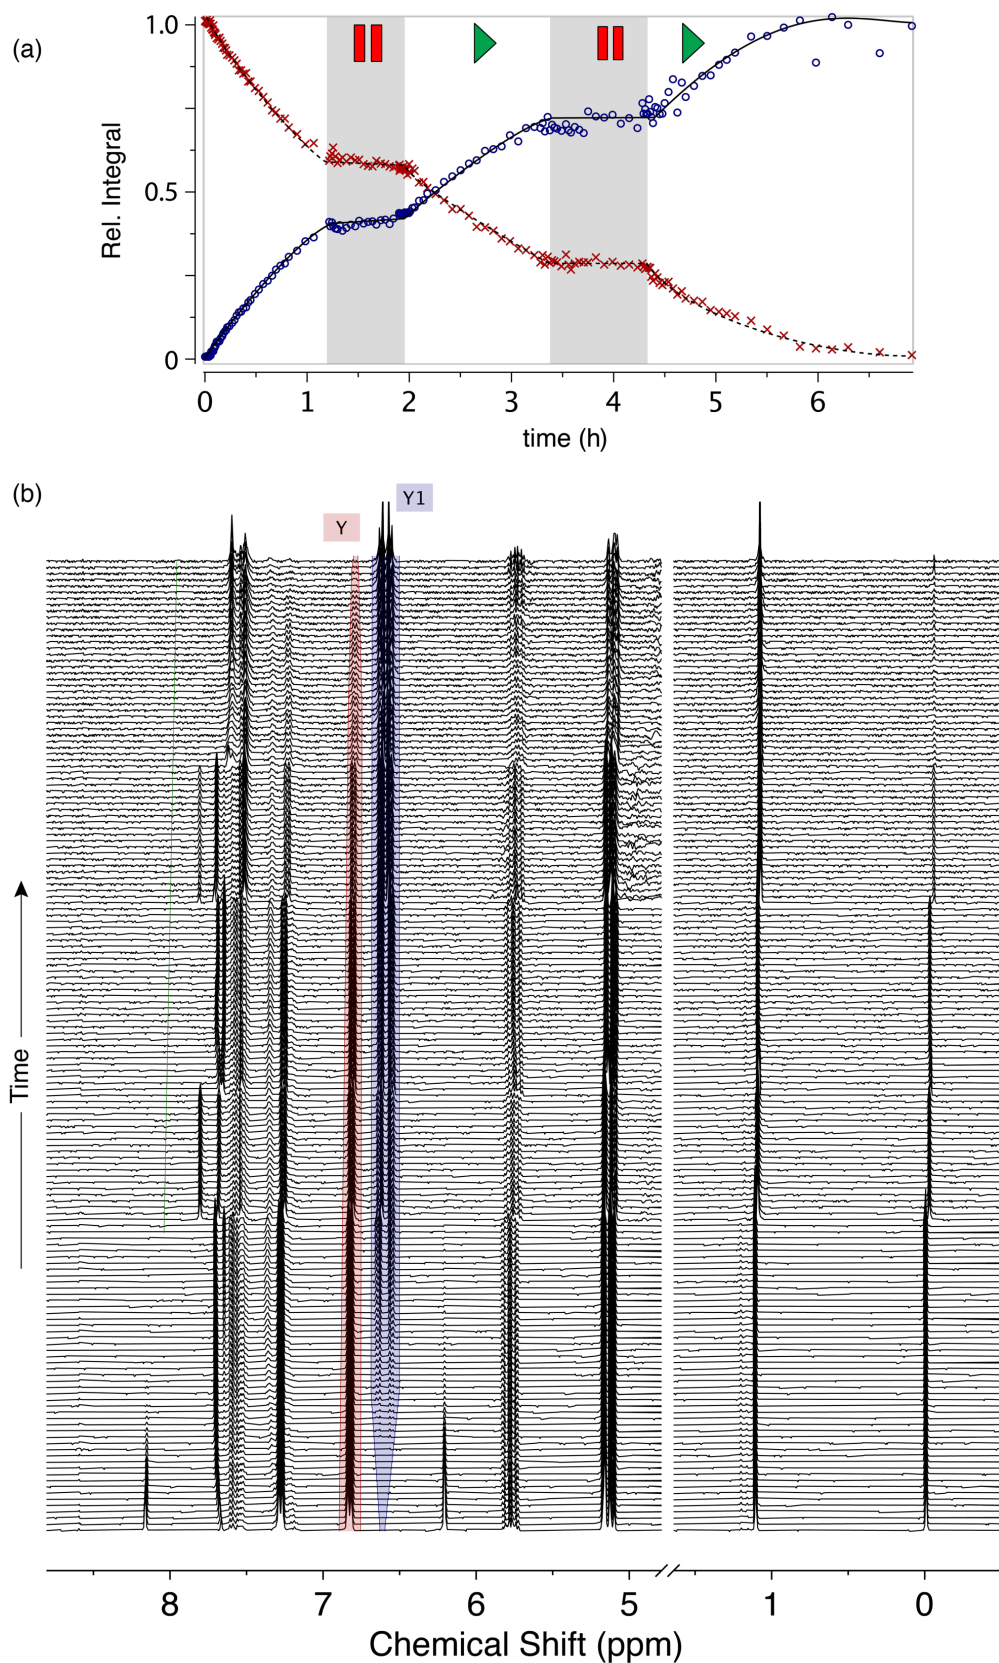 (a)
1.0
0.5
0
Rel. Integral
0 1 2 3 4 5 6
time (h)
(b)
Y1
Y
Time
8 7 6 5 1 0
Chemical Shift (ppm)